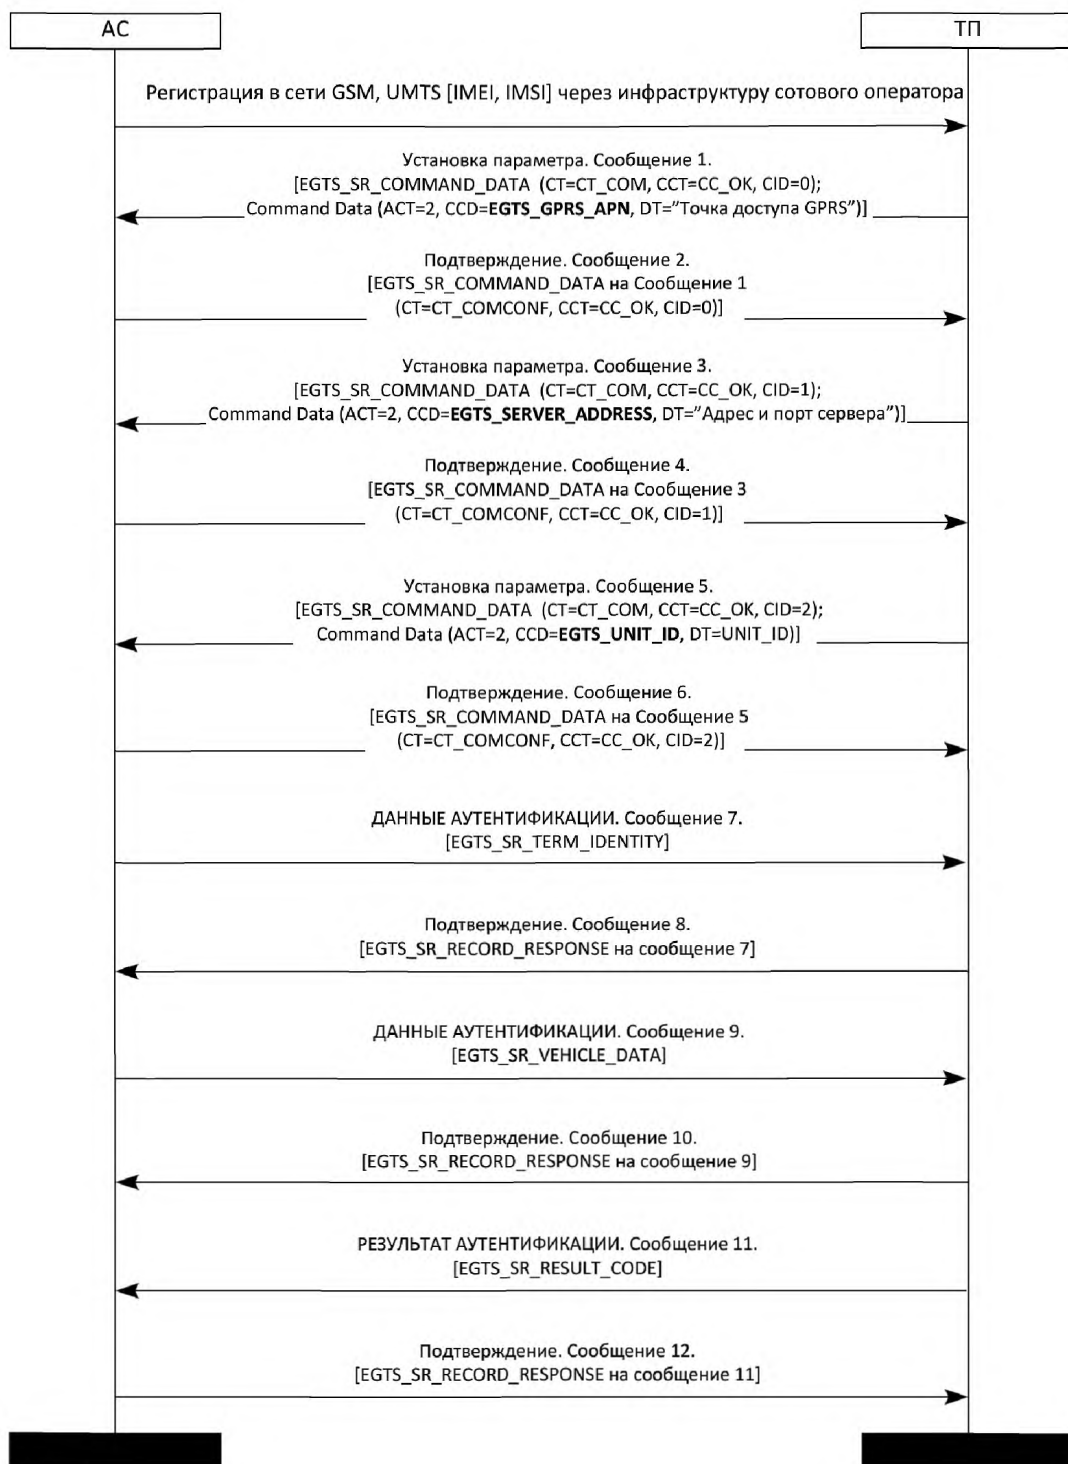 АС
ТП
Регистрация в сети GSM, UMTS [IMEI, IMSI] через инфраструктуру сотового оператора
Установка параметра. Сообщение 1.
[EGTS_SR_COMMAND_DATA (CT=CT_COM, CCT=CC_OK, CID=0);
Command Data (ACT=2, CCD=EGTS_GPRS_APN, DT="Точка доступа GPRS")]
Подтверждение. Сообщение 2.
[EGTS_SR_COMMAND_DATA на Сообщение 1
(CT=CT_COMCONF, CCT=CC_OK, CID=0)]
Установка параметра. Сообщение 3.
[EGTS_SR_COMMAND_DATA (CT=CT_COM, CCT=CC_OK, CID=1);
Command Data (ACT=2, CCD=EGTS_SERVER_ADDRESS, DT="Адрес и порт сервера")]
Подтверждение. Сообщение 4.
[EGTS_SR_COMMAND_DATA на Сообщение 3
(CT=CT_COMCONF, CCT=CC_OK, CID=1)]
Установка параметра. Сообщение 5.
[EGTS_SR_COMMAND_DATA (CT=CT_COM, CCT=CC_OK, CID=2);
Command Data (ACT=2, CCD=EGTS_UNIT_ID, DT=UNIT_ID)]
Подтверждение. Сообщение 6.
[EGTS_SR_COMMAND_DATA на Сообщение 5
(CT=CT_COMCONF, CCT=CC_OK, CID=2)]
ДАННЫЕ АУТЕНТИФИКАЦИИ. Сообщение 7.
[EGTS_SR_TERM_IDENTITY]
Подтверждение. Сообщение 8.
[EGTS_SR_RECORD_RESPONSE на сообщение 7]
ДАННЫЕ АУТЕНТИФИКАЦИИ. Сообщение 9.
[EGTS_SR_VEHICLE_DATA]
Подтверждение. Сообщение 10.
[EGTS_SR_RECORD_RESPONSE на сообщение 9]
РЕЗУЛЬТАТ АУТЕНТИФИКАЦИИ. Сообщение 11.
[EGTS_SR_RESULT_CODE]
Подтверждение. Сообщение 12.
[EGTS_SR_RECORD_RESPONSE на сообщение 11]